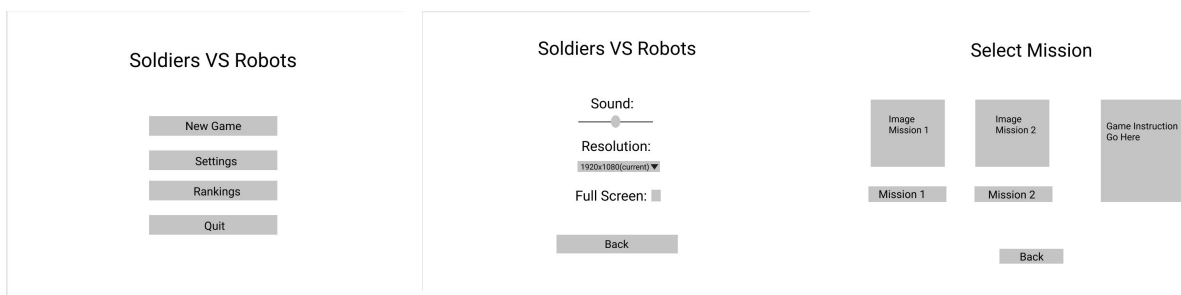 Soldiers VS Robots
New Game
Settings
Rankings
Quit
Soldiers VS Robots
Sound:
Resolution:
1920x1080(current)
Full Screen:
Back
Select Mission
Image
Mission 1
Image
Mission 2
Game Instruction
Go Here
Mission 1
Mission 2
Back